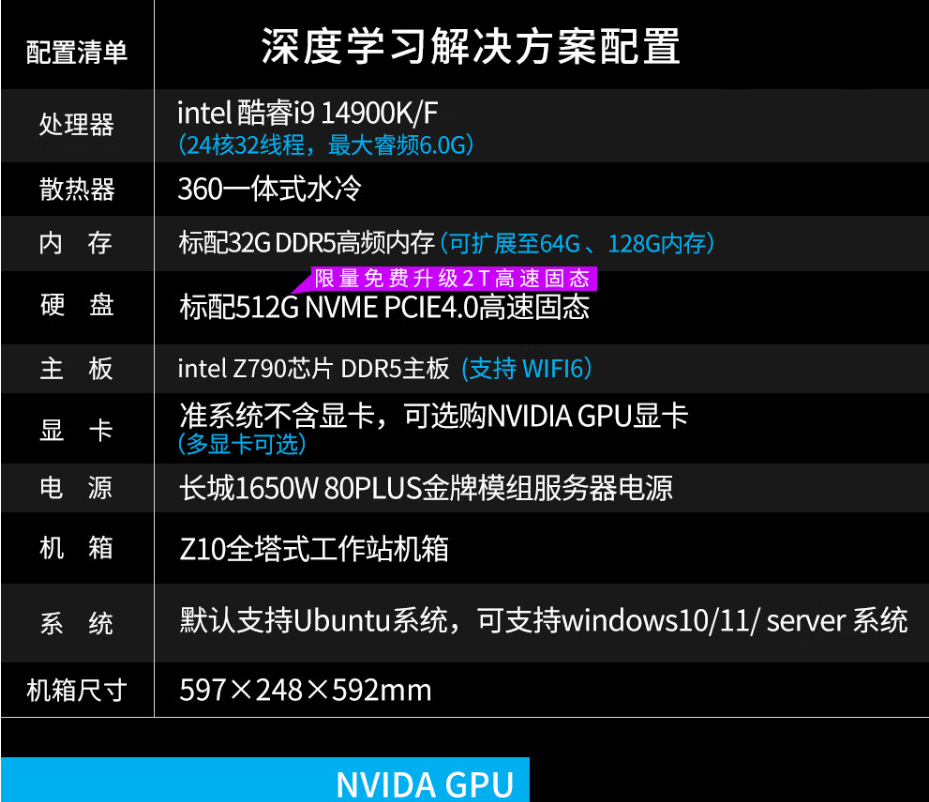 配置清单 深度学习解决方案配置
处理器 intel 酷睿i9 14900K/F
（24核32线程，最大睿频6.0G）
散热器 360一体式水冷
内 存 标配32G DDR5高频内存（可扩展至64G 、128G内存）
限量免费升级2T高速固态
硬 盘 标配512G NVME PCIE4.0高速固态
主 板 intel Z790芯片 DDR5主板（支持 WIFI6）
显 卡 准系统不含显卡，可选购NVIDIA GPU显卡
（多显卡可选）
电 源 长城1650W 80PLUS金牌模组服务器电源
机 箱 Z10全塔式工作站机箱
系 统 默认支持Ubuntu系统，可支持windows10/11/ server 系统
机箱尺寸 597×248×592mm
NVIDA GPU